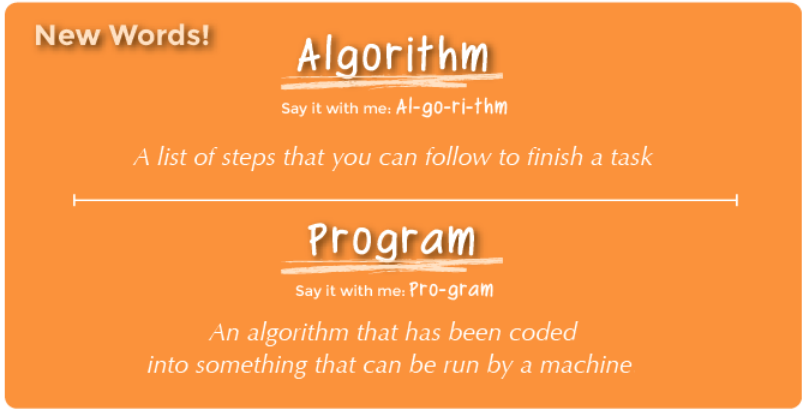 New Words!
Algorithm
Say it with me: Al-go-ri-thm
A list of steps that you can follow to finish a task
Program
Say it with me: Pro-gram
An algorithm that has been coded
into something that can be run by a machine